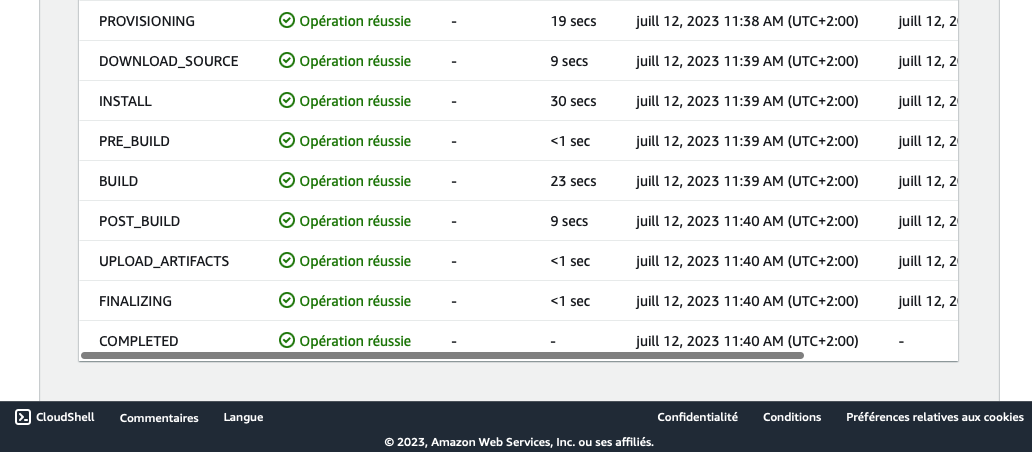 PROVISIONING Opération réussie - 19 secs juill 12, 2023 11:38 AM (UTC+2:00) juill 12, 2
DOWNLOAD_SOURCE Opération réussie - 9 secs juill 12, 2023 11:39 AM (UTC+2:00) juill 12, 2
INSTALL Opération réussie - 30 secs juill 12, 2023 11:39 AM (UTC+2:00) juill 12, 2
PRE_BUILD Opération réussie - <1 sec juill 12, 2023 11:39 AM (UTC+2:00) juill 12, 2
BUILD Opération réussie - 23 secs juill 12, 2023 11:39 AM (UTC+2:00) juill 12, 2
POST_BUILD Opération réussie - 9 secs juill 12, 2023 11:40 AM (UTC+2:00) juill 12, 2
UPLOAD_ARTIFACTS Opération réussie - <1 sec juill 12, 2023 11:40 AM (UTC+2:00) juill 12, 2
FINALIZING Opération réussie - <1 sec juill 12, 2023 11:40 AM (UTC+2:00) juill 12, 2
COMPLETED Opération réussie - - juill 12, 2023 11:40 AM (UTC+2:00) -
CloudShell Commentaires Langue Confidentialité Conditions Préférences relatives aux cookies
© 2023, Amazon Web Services, Inc. ou ses affiliés.